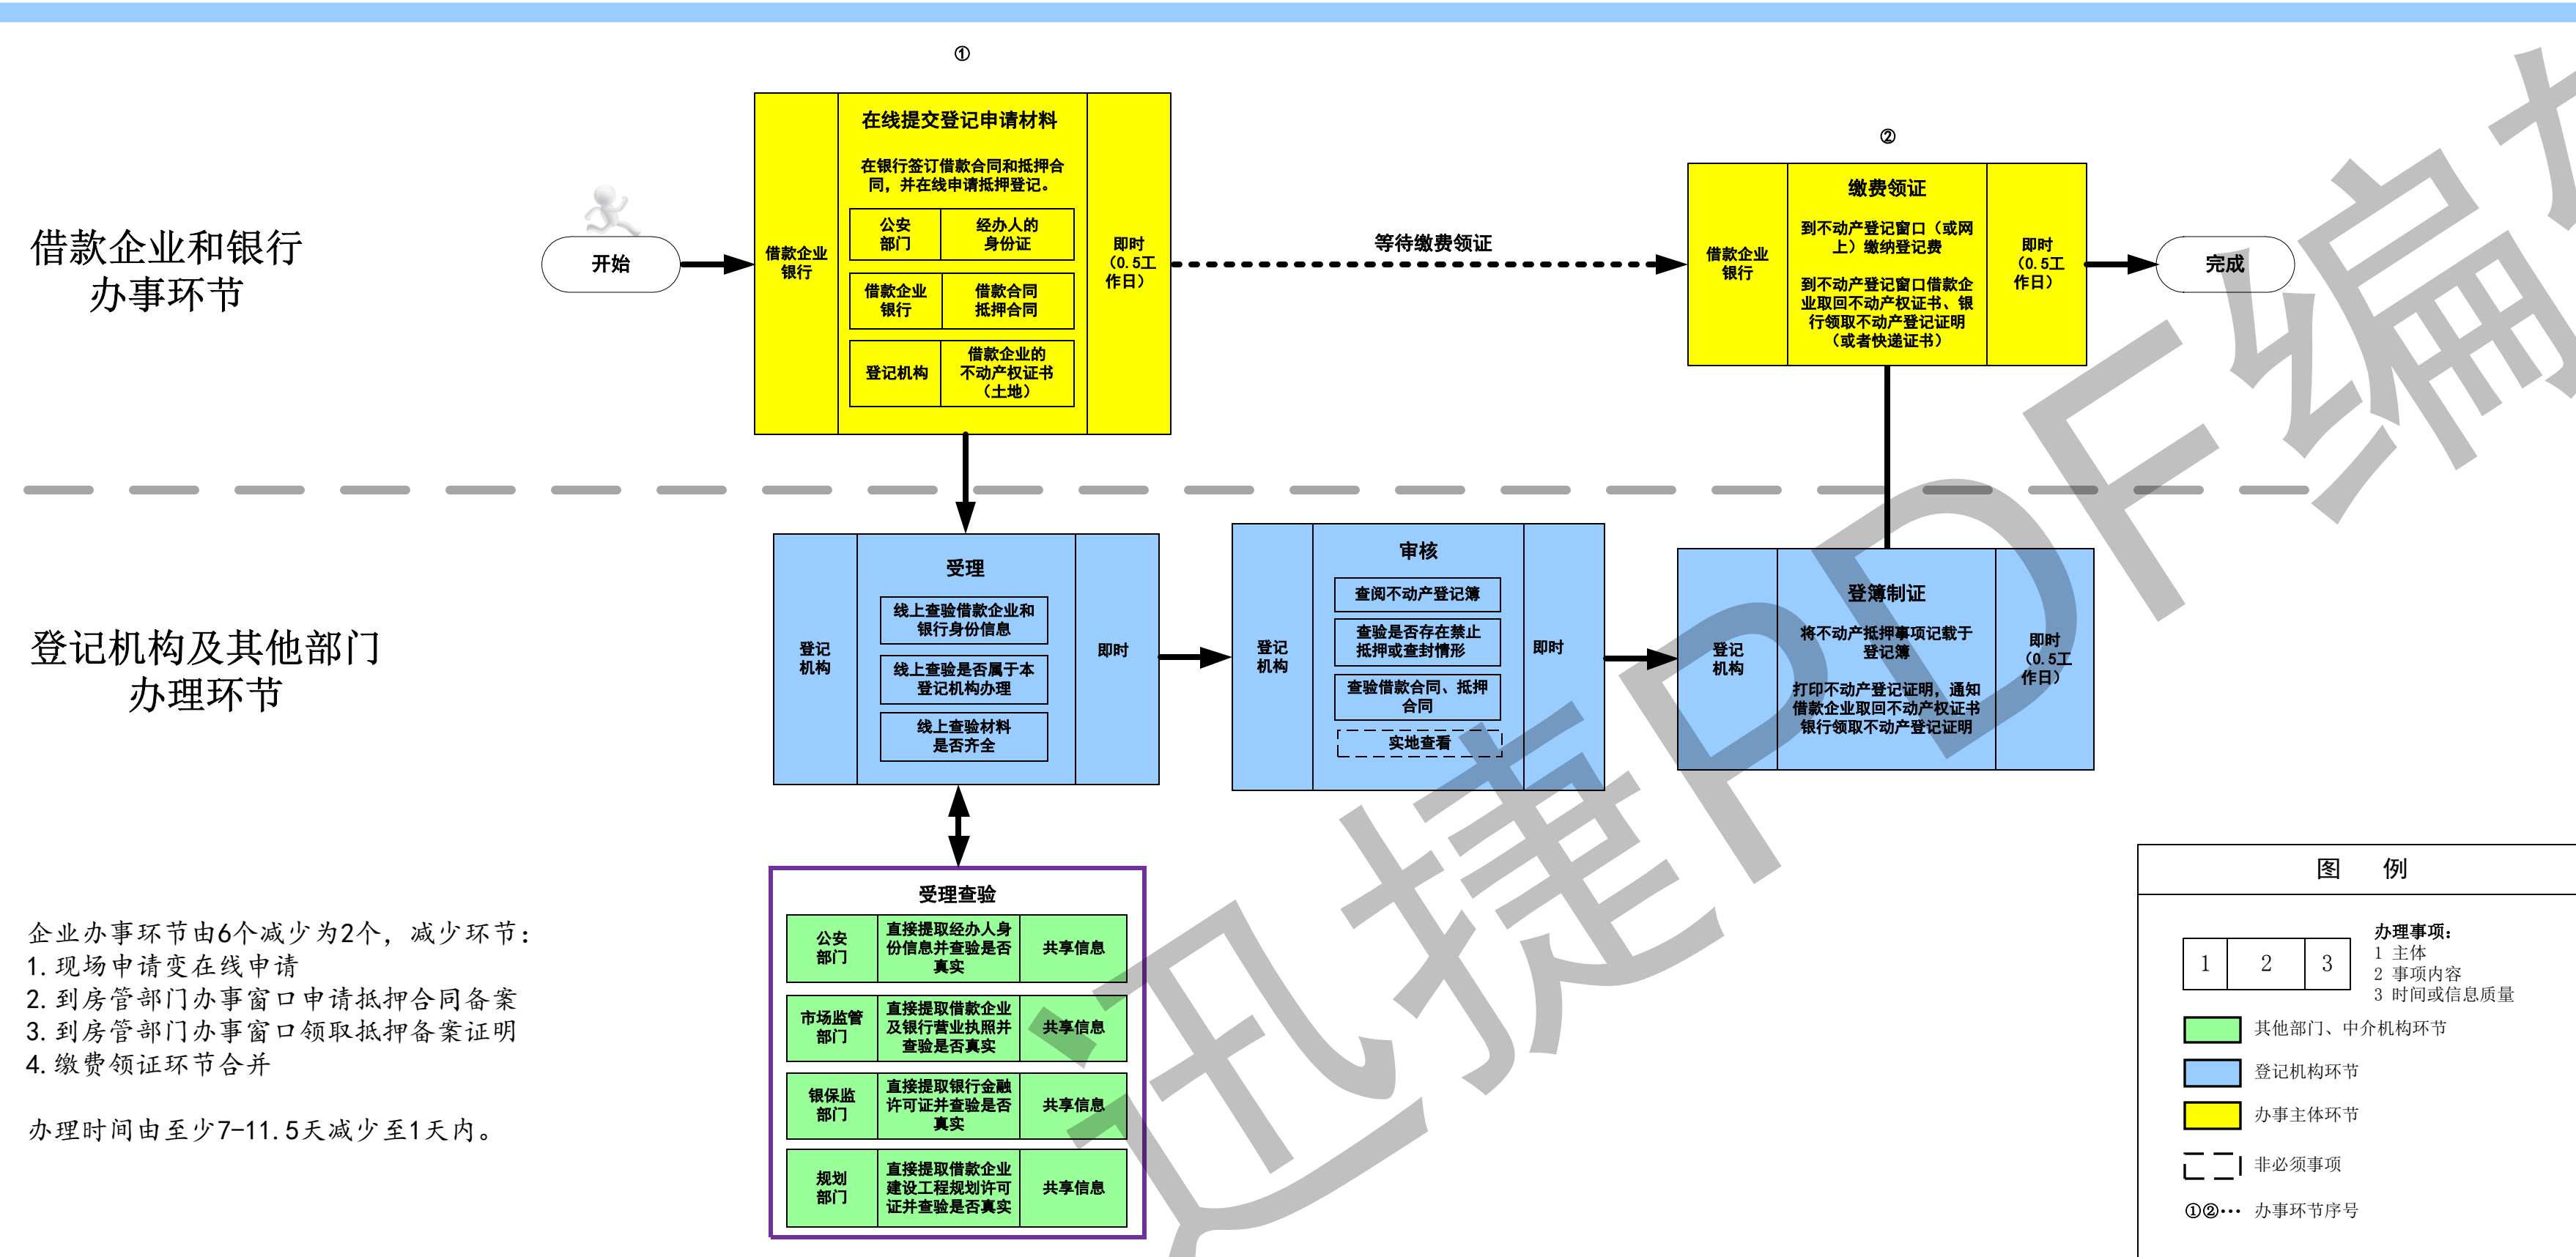 ①
在线提交登记申请材料
在银行签订借款合同和抵押合
同，并在线申请抵押登记。
借款企业
银行
公安
部门
经办人的
身份证
借款企业
银行
借款合同
抵押合同
登记机构
借款企业的
不动产权证书
（土地）
即时
（0.5工
作日）
借款企业和银行
办事环节
开始
等待缴费领证
②
缴费领证
借款企业
银行
到不动产登记窗口（或网
上）缴纳登记费
到不动产登记窗口借款企
业取回不动产权证书、银
行领取不动产登记证明
（或者快递证书）
即时
（0.5工
作日）
完成
登记机构及其他部门
办理环节
受理
登记
机构
线上查验借款企业和
银行身份信息
线上查验是否属于本
登记机构办理
线上查验材料
是否齐全
即时
审核
登记
机构
查阅不动产登记簿
查验是否存在禁止
抵押或查封情形
查验借款合同、抵押
合同
实地查看
即时
登簿制证
登记
机构
将不动产抵押事项记载于
登记簿
打印不动产登记证明，通知
借款企业取回不动产权证书
银行领取不动产登记证明
即时
（0.5工
作日）
受理查验
公安
部门
直接提取经办人身
份信息并查验是否
真实
共享信息
市场监管
部门
直接提取借款企业
及银行营业执照并
查验是否真实
共享信息
银保监
部门
直接提取银行金融
许可证并查验是否
真实
共享信息
规划
部门
直接提取借款企业
建设工程规划许可
证并查验是否真实
共享信息
企业办事环节由6个减少为2个，减少环节：
1.现场申请变在线申请
2.到房管部门办事窗口申请抵押合同备案
3.到房管部门办事窗口领取抵押备案证明
4.缴费领证环节合并
办理时间由至少7-11.5天减少至1天内。
图 例
1 2 3
办理事项：
1 主体
2 事项内容
3 时间或信息质量
其他部门、中介机构环节
登记机构环节
办事主体环节
非必须事项
①②… 办事环节序号
迅捷PDF编